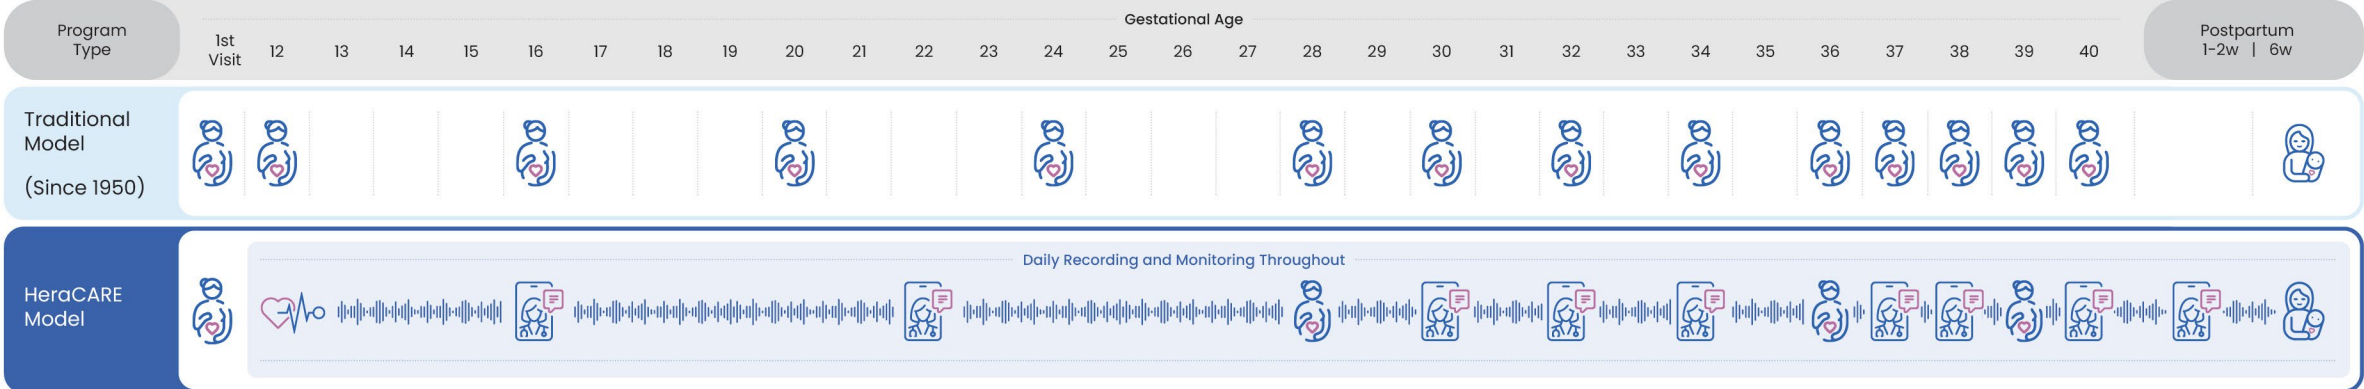 Program
Type
Gestational Age
1st
Visit
12 13 14 15 16 17 18 19 20 21 22 23 24 25 26 27 28 29 30 31 32 33 34 35 36 37 38 39 40
Postpartum
1-2w | 6w
Traditional
Model
(Since 1950)
HeraCARE
Model
Daily Recording and Monitoring Throughout